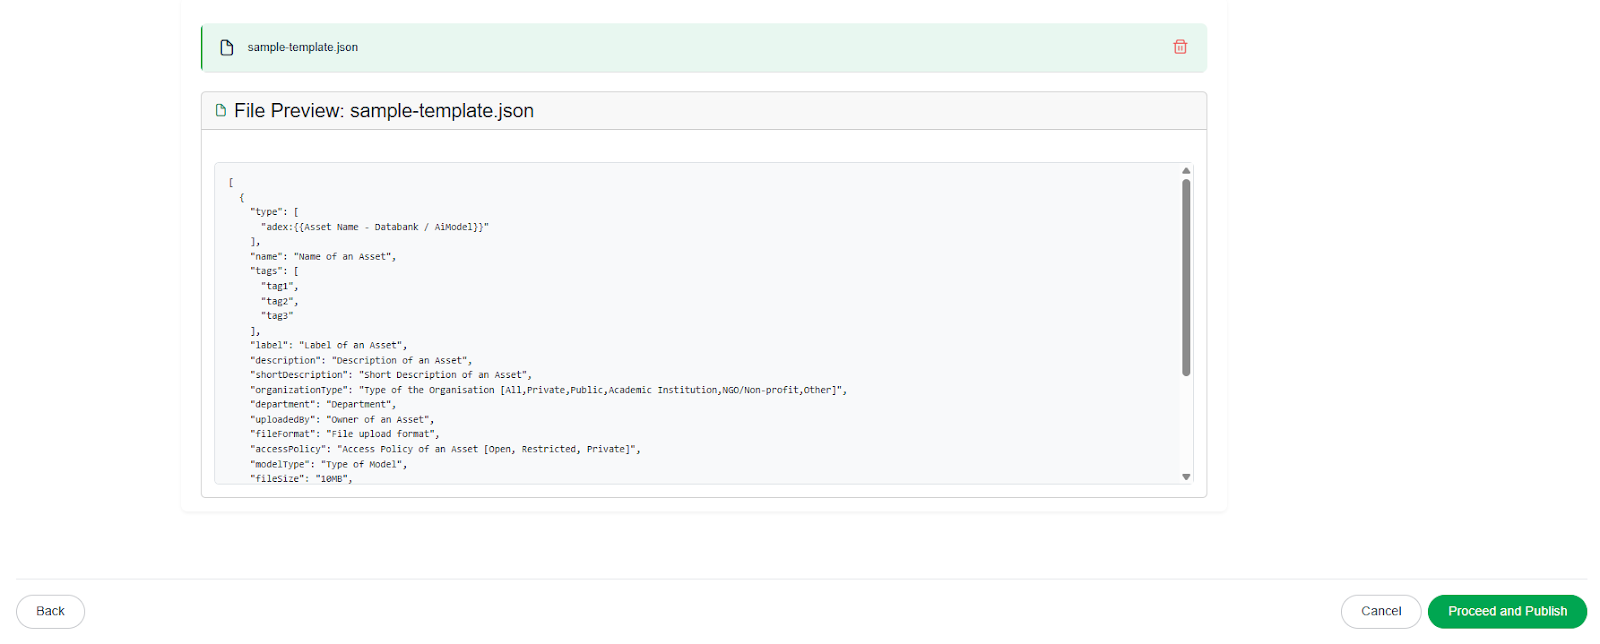 sample-template.json
File Preview: sample-template.json
[
  {
    "type": [
      "adex:{{Asset Name - Databank / AiModel}}"
    ],
    "name": "Name of an Asset",
    "tags": [
      "tag1",
      "tag2",
      "tag3"
    ],
    "label": "Label of an Asset",
    "description": "Description of an Asset",
    "shortDescription": "Short Description of an Asset",
    "organizationType": "Type of the Organisation [All,Private,Public,Academic Institution,NGO/Non-profit,Other]",
    "department": "Department",
    "uploadedBy": "Owner of an Asset",
    "fileFormat": "File upload format",
    "accessPolicy": "Access Policy of an Asset [Open, Restricted, Private]",
    "modelType": "Type of Model",
    "fileSize": "10MB",
Back
Cancel
Proceed and Publish